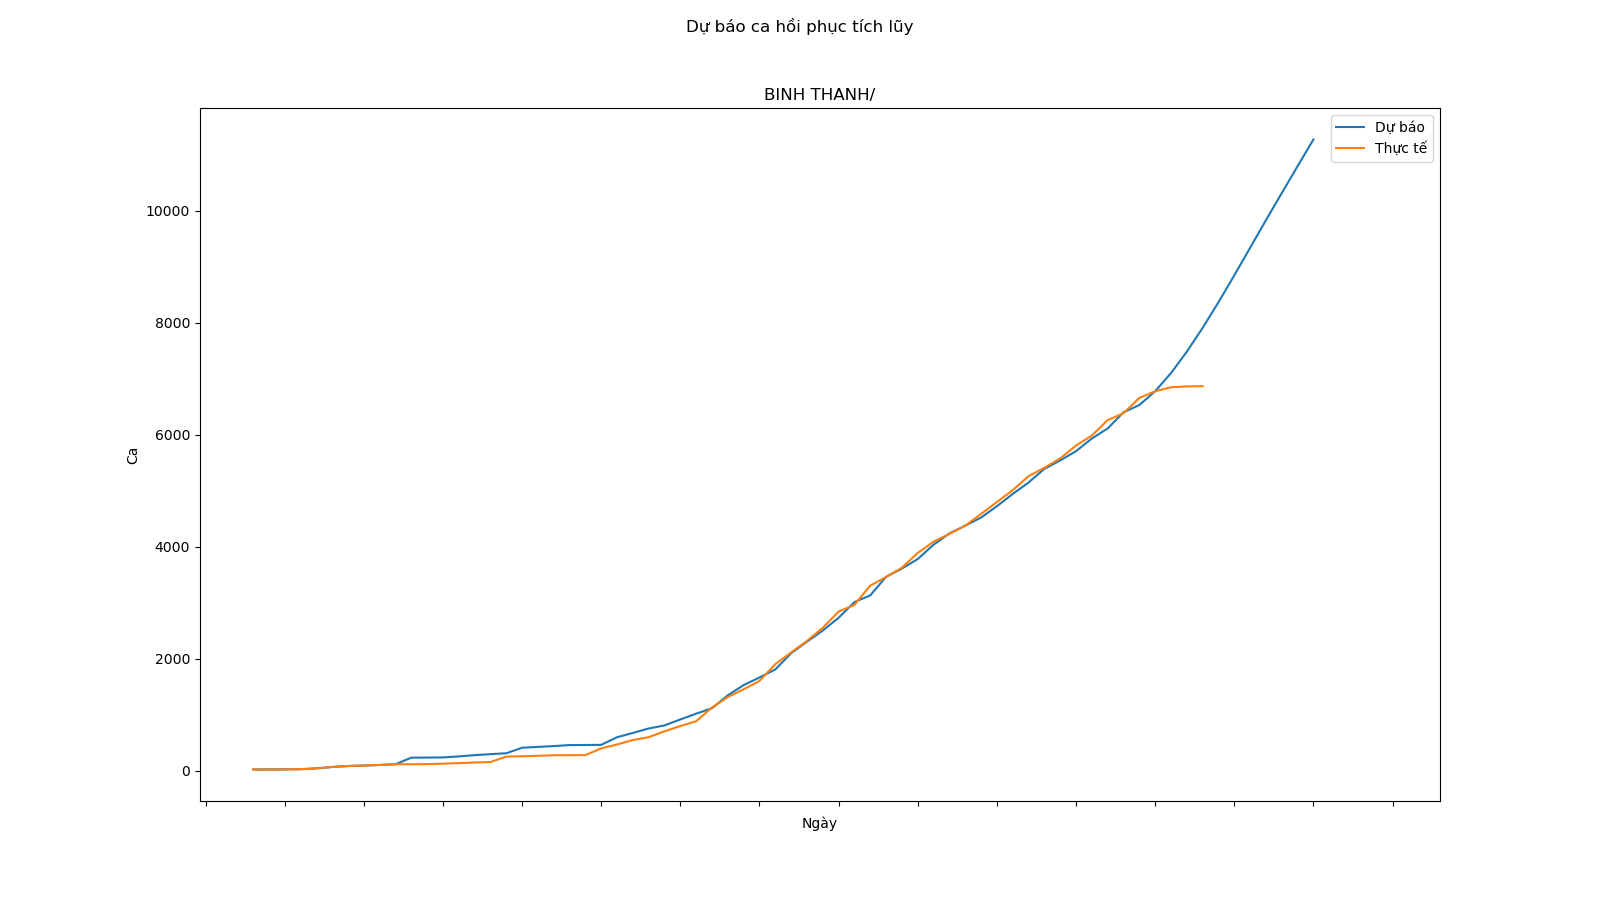 Dự báo ca hồi phục tích lũy
BINH THANH/
Dự báo
Thực tế
10000
8000
6000
4000
2000
0
Ca
Ngày